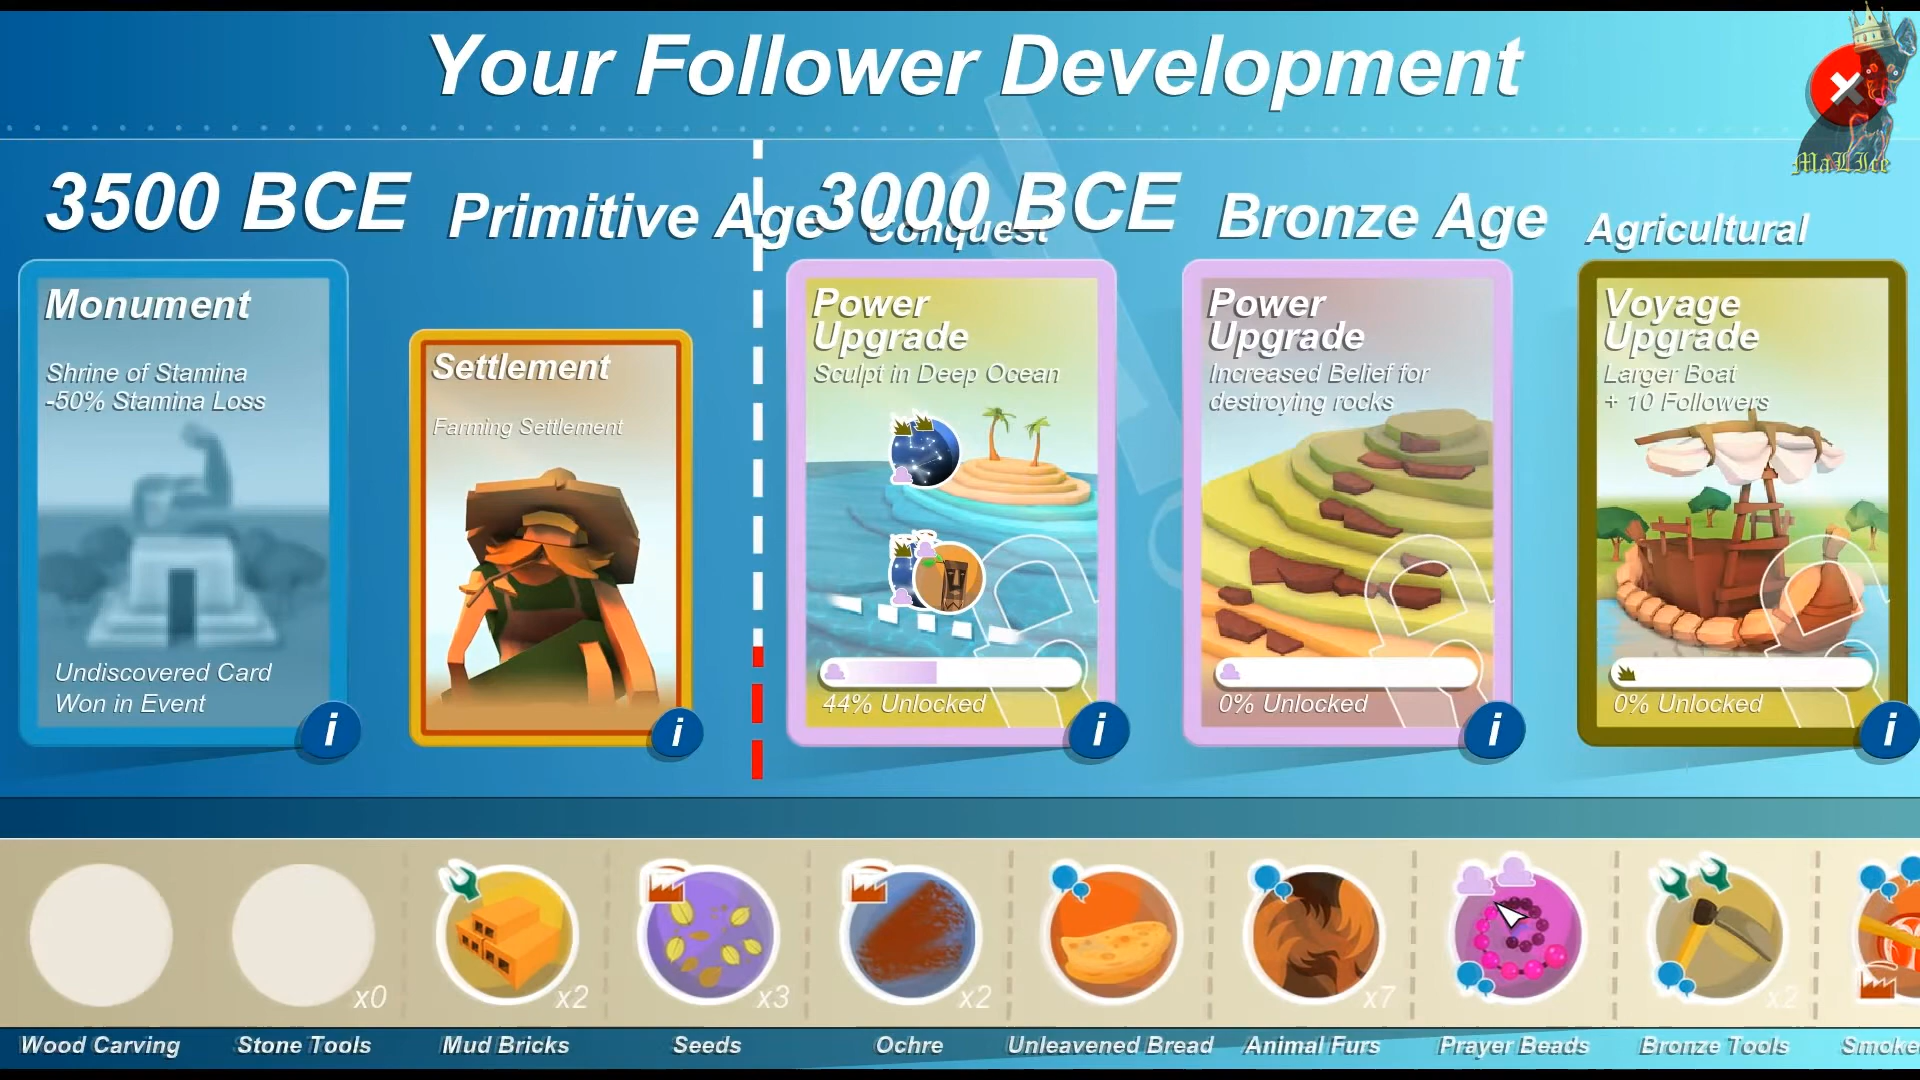 Your Follower Development
MaLIce
3500 BCE Primitive Age
3000 BCE Bronze Age
Conquest
Agricultural
Monument
Shrine of Stamina
-50% Stamina Loss
Undiscovered Card
Won in Event
i
Settlement
Farming Settlement
i
Power
Upgrade
Sculpt in Deep Ocean
44% Unlocked
i
Power
Upgrade
Increased Belief for
destroying rocks
0% Unlocked
i
Voyage
Upgrade
Larger Boat
+ 10 Followers
0% Unlocked
i
x0
x2
x3
x2
x7
x2
Wood Carving
Stone Tools
Mud Bricks
Seeds
Ochre
Unleavened Bread
Animal Furs
Prayer Beads
Bronze Tools
Smoke